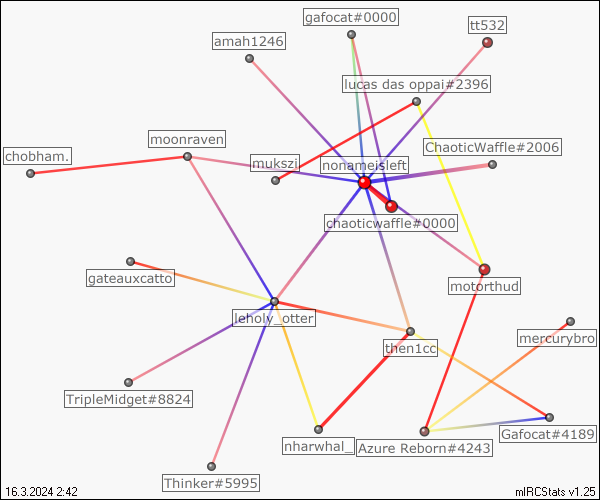 gafocat#0000
tt532
amah1246
lucas das oppai#2396
moonraven
ChaoticWaffle#2006
chobham.
mukszi
nonameisleft
chaoticwaffle#0000
gateauxcatto
motorthud
leholy_otter
then1cc
mercurybro
TripleMidget#8824
nharwhal_
Azure Reborn#4243
Gafocat#4189
Thinker#5995
16.3.2024 2:42
mIRCStats v1.25